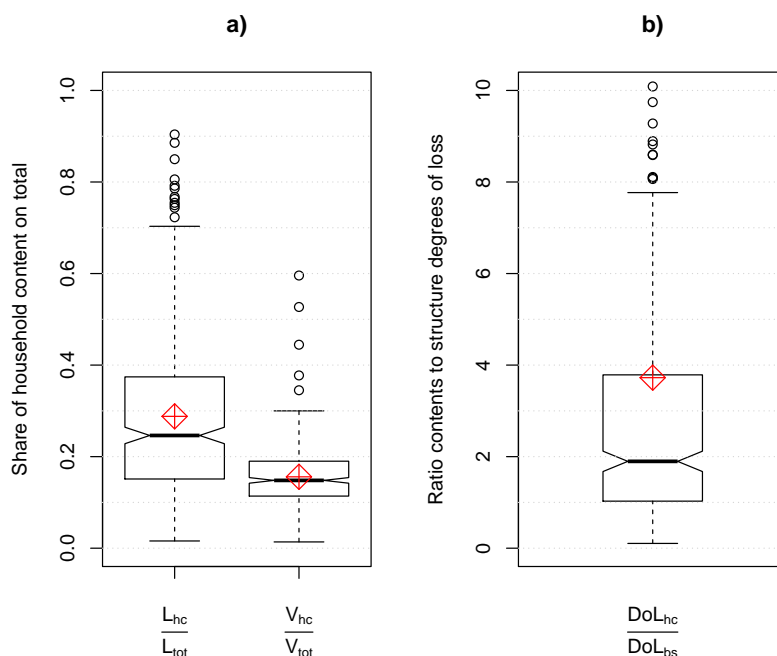 a)
Share of household content on total
1.0
0.8
0.6
0.4
0.2
0.0
L_hc
L_tot
V_hc
V_tot
b)
Ratio contents to structure degrees of loss
10
8
6
4
2
0
DoL_hc
DoL_bs